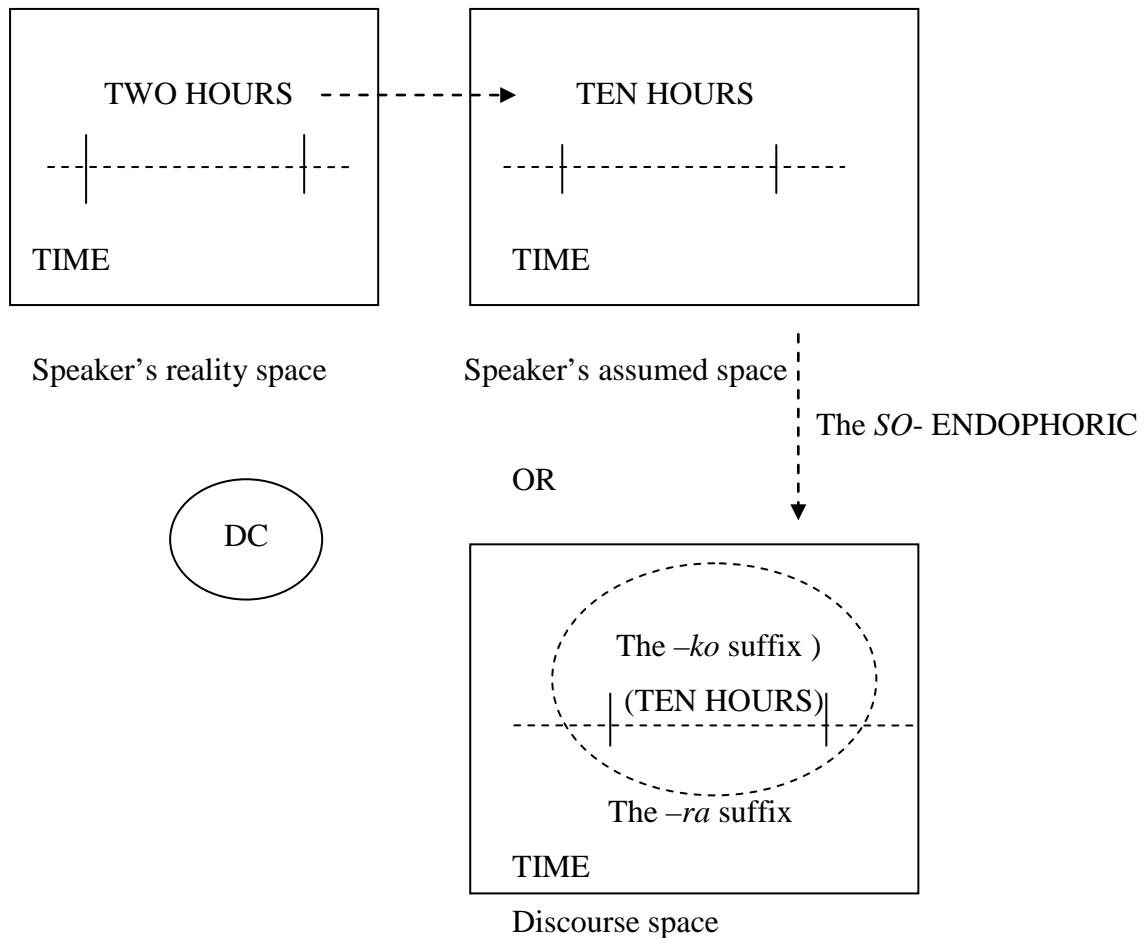 TWO HOURS
TEN HOURS
TIME
TIME
Speaker’s reality space
Speaker’s assumed space
The SO- ENDOPHORIC
OR
DC
The –ko suffix )
(TEN HOURS)
The –ra suffix
TIME
Discourse space